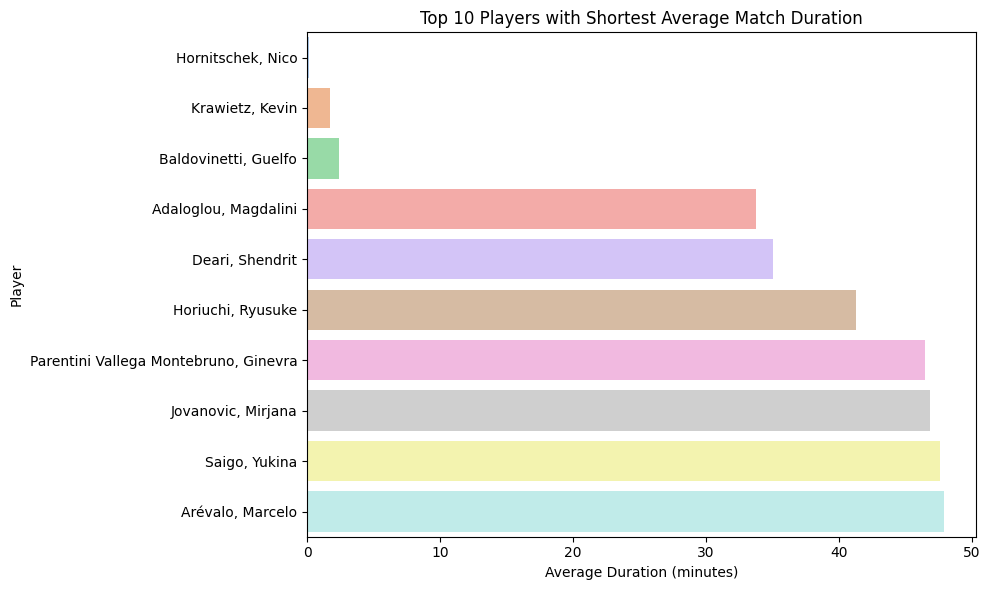 Top 10 Players with Shortest Average Match Duration
Player
Hornitschek, Nico
Krawietz, Kevin
Baldovinetti, Guelfo
Adaloglou, Magdalini
Deari, Shendrit
Horiuchi, Ryusuke
Parentini Vallega Montebruno, Ginevra
Jovanovic, Mirjana
Saigo, Yukina
Arévalo, Marcelo
0 10 20 30 40 50
Average Duration (minutes)